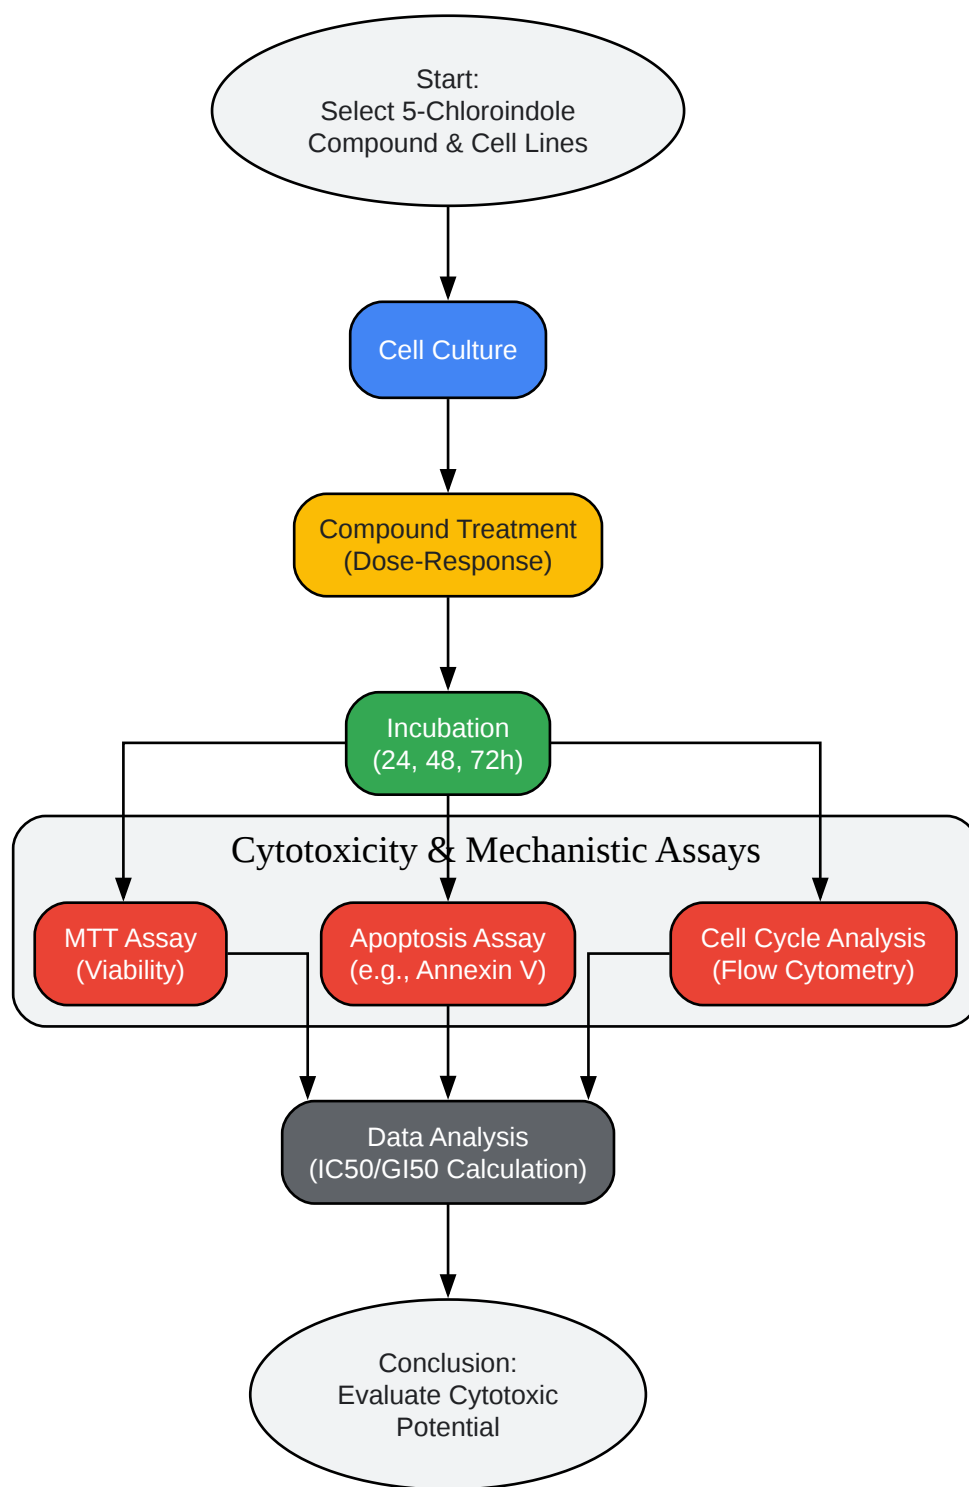 Start:
Select 5-Chloroindole
Compound & Cell Lines
Cell Culture
Compound Treatment
(Dose-Response)
Incubation
(24, 48, 72h)
Cytotoxicity & Mechanistic Assays
MTT Assay
(Viability)
Apoptosis Assay
(e.g., Annexin V)
Cell Cycle Analysis
(Flow Cytometry)
Data Analysis
(IC50/GI50 Calculation)
Conclusion:
Evaluate Cytotoxic
Potential